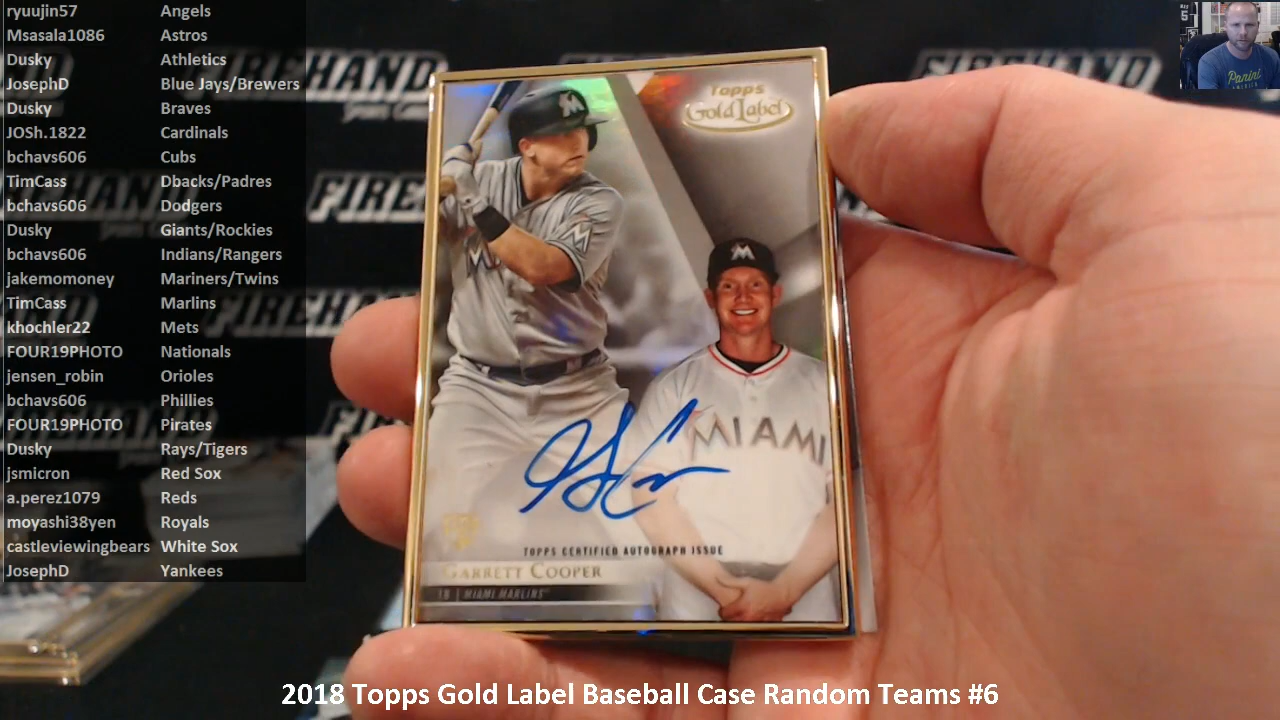 ryuujin57 Angels
Msasala1086 Astros
Dusky Athletics
JosephD Blue Jays/Brewers
Dusky Braves
JOSh.1822 Cardinals
bchavs606 Cubs
TimCass Dbacks/Padres
bchavs606 Dodgers
Dusky Giants/Rockies
bchavs606 Indians/Rangers
jakemomoney Mariners/Twins
TimCass Marlins
khochler22 Mets
FOUR19PHOTO Nationals
jensen_robin Orioles
bchavs606 Phillies
FOUR19PHOTO Pirates
Dusky Rays/Tigers
jsmicron Red Sox
a.perez1079 Reds
moyashi38yen Royals
castleviewingbears White Sox
JosephD Yankees
FIREHAND
Topps
Gold Label
MIAMI
TOPPS CERTIFIED AUTOGRAPH ISSUE
GARRETT COOPER
1B | MIAMI MARLINS
Panini
2018 Topps Gold Label Baseball Case Random Teams #6